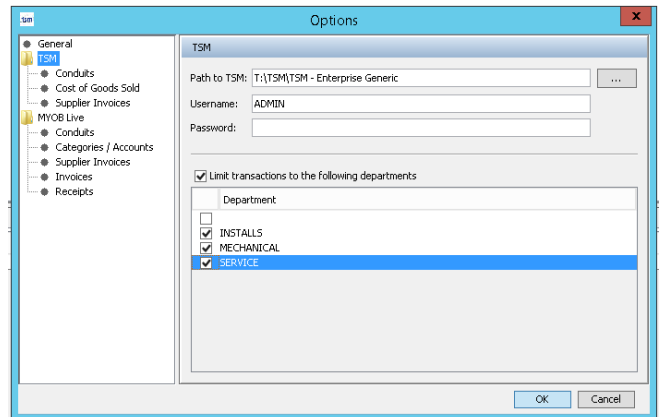 tsm
Options
x
General
TSM
Conduits
Cost of Goods Sold
Supplier Invoices
MYOB Live
Conduits
Categories / Accounts
Supplier Invoices
Invoices
Receipts
TSM
Path to TSM: T:\TSM\TSM - Enterprise Generic ...
Username: ADMIN
Password:
Limit transactions to the following departments
Department
INSTALLS
MECHANICAL
SERVICE
OK Cancel